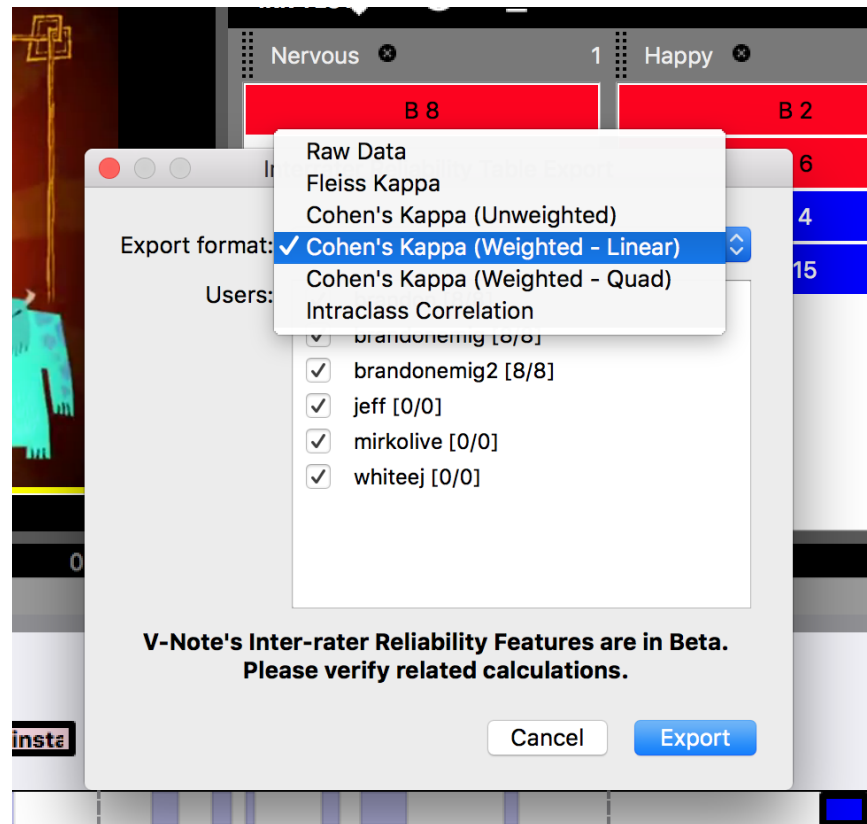 Nervous 1 Happy
B 8 B 2
Raw Data
6
Fleiss Kappa
Cohen's Kappa (Unweighted)
4
Export format: ✓ Cohen's Kappa (Weighted - Linear)
Cohen's Kappa (Weighted - Quad)
15
Users:
Intraclass Correlation
brandonemig [8/8]
brandonemig2 [8/8]
jeff [0/0]
mirkolive [0/0]
whiteej [0/0]
0
V-Note's Inter-rater Reliability Features are in Beta.
Please verify related calculations.
insta
Cancel Export